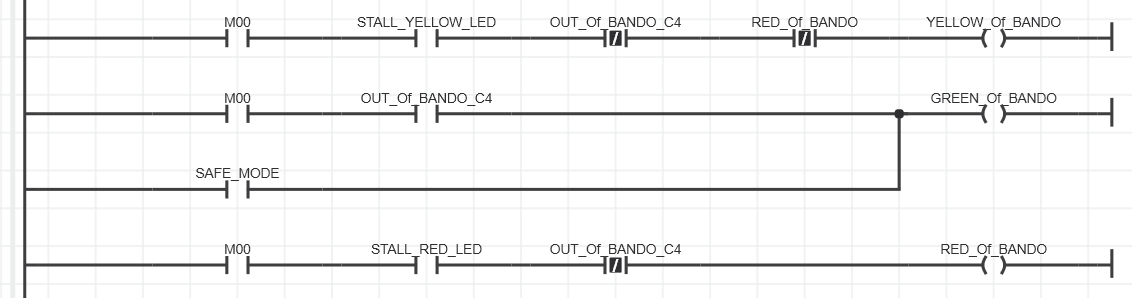 M00 STALL_YELLOW_LED OUT_Of_BANDO_C4 RED_Of_BANDO YELLOW_Of_BANDO
M00 OUT_Of_BANDO_C4 GREEN_Of_BANDO
SAFE_MODE
M00 STALL_RED_LED OUT_Of_BANDO_C4 RED_Of_BANDO